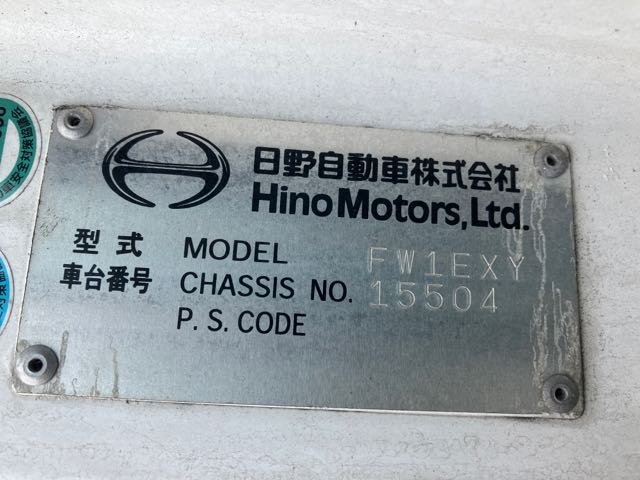 日野自動車株式会社
Hino Motors, Ltd.
型式 MODEL FW1EXY
車台番号 CHASSIS NO. 15504
P. S. CODE